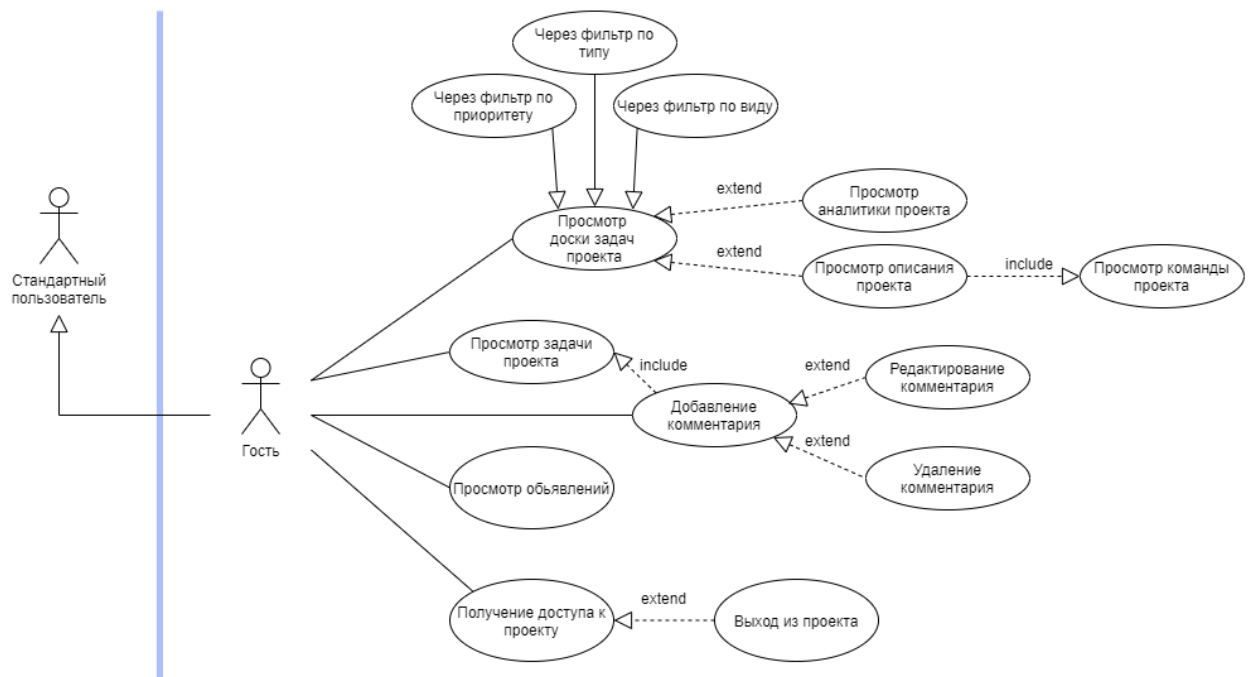 Через фильтр по
типу
Через фильтр по
приоритету
Через фильтр по виду
extend
Просмотр
аналитики проекта
Просмотр
доски задач
проекта
extend
Просмотр описания
проекта
include
Просмотр команды
проекта
Стандартный
пользователь
Просмотр задачи
проекта
include
extend
Редактирование
комментария
Добавление
комментария
extend
Гость
Удаление
комментария
Просмотр обьявлений
Получение доступа к
проекту
extend
Выход из проекта